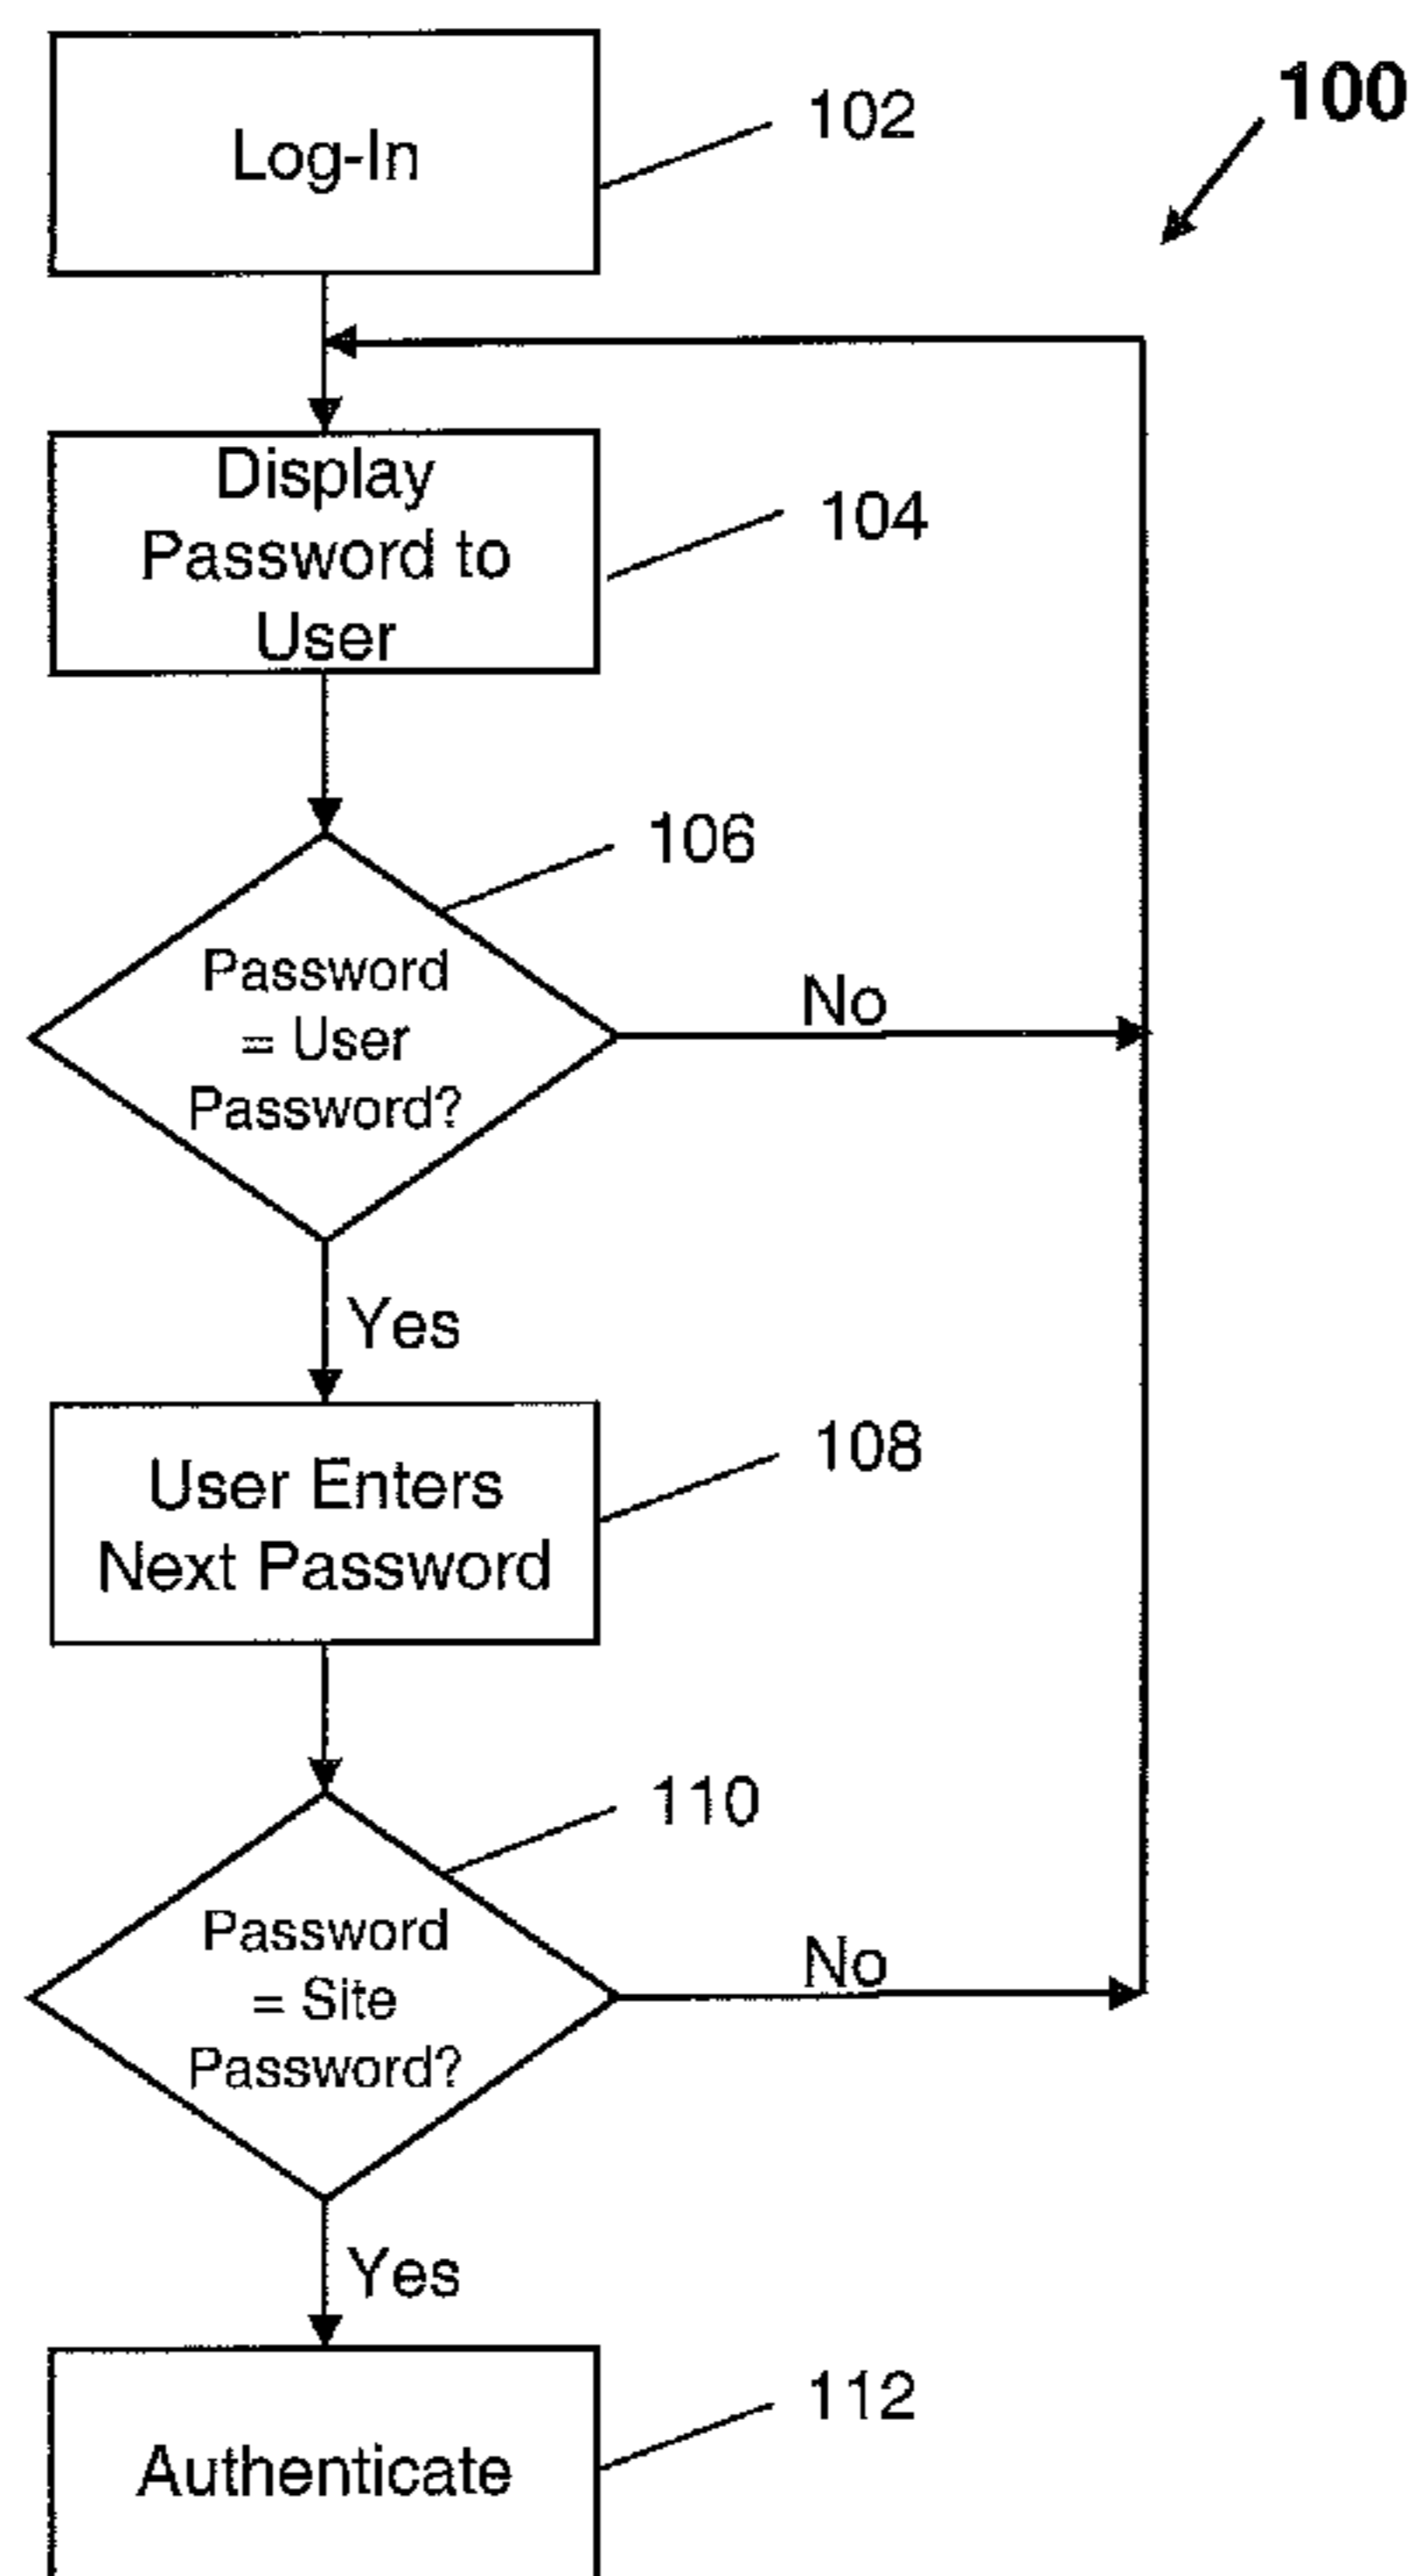 100
Log-In
102
Display
Password to
User
104
106
Password
= User
Password?
No
Yes
User Enters
Next Password
108
110
Password
= Site
Password?
No
Yes
Authenticate
112